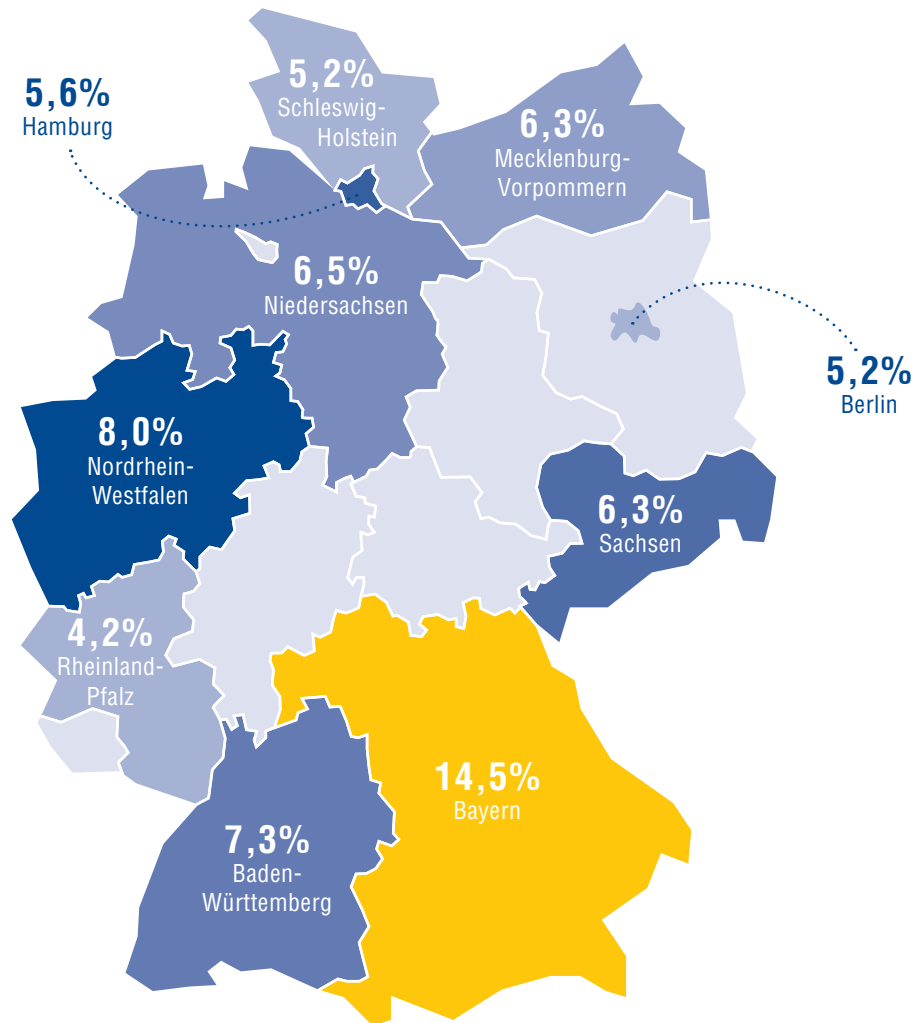 5,2%
Schleswig-
Holstein
5,6%
Hamburg
6,3%
Mecklenburg-
Vorpommern
6,5%
Niedersachsen
5,2%
Berlin
8,0%
Nordrhein-
Westfalen
6,3%
Sachsen
4,2%
Rheinland-
Pfalz
14,5%
Bayern
7,3%
Baden-
Württemberg